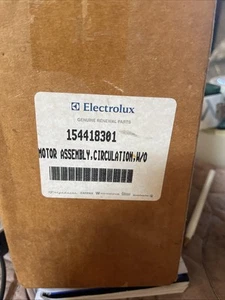 Electrolux
GENUINE RENEWAL PARTS
154418301
MOTOR ASSEMBLY,CIRCULATION,W/O